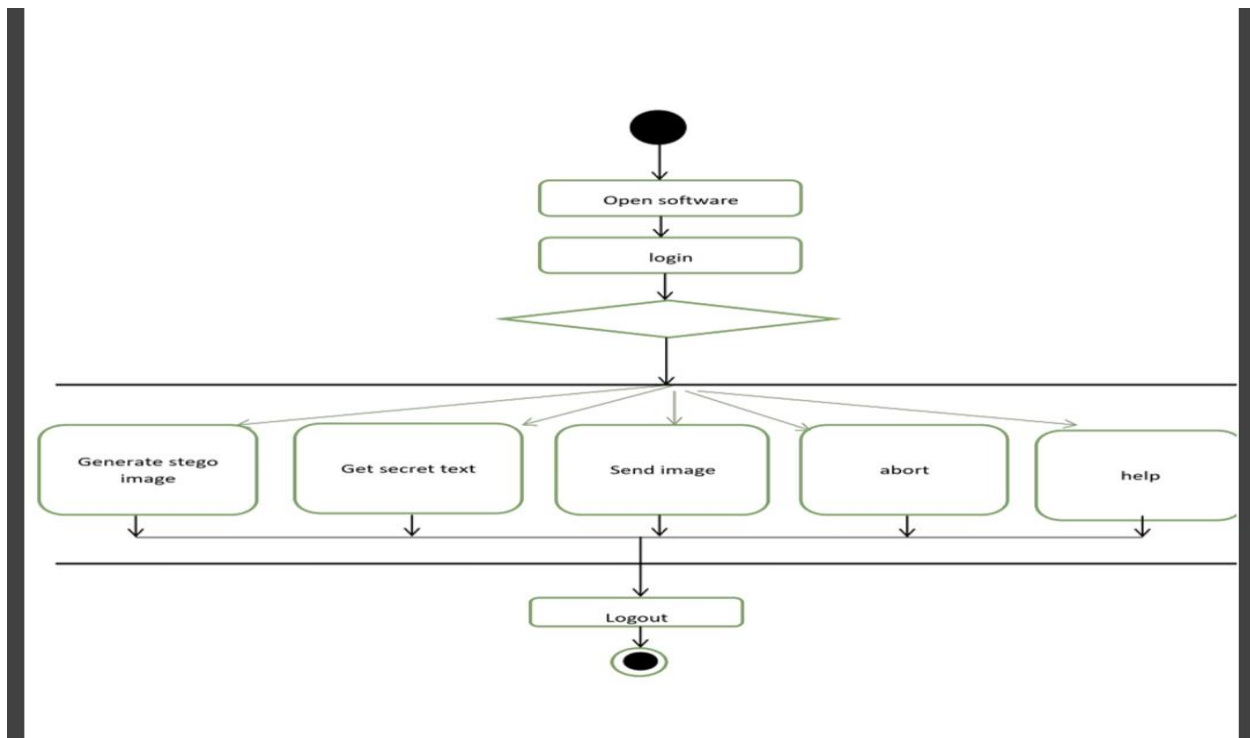 Open software
login
Generate stego
image
Get secret text
Send image
abort
help
Logout